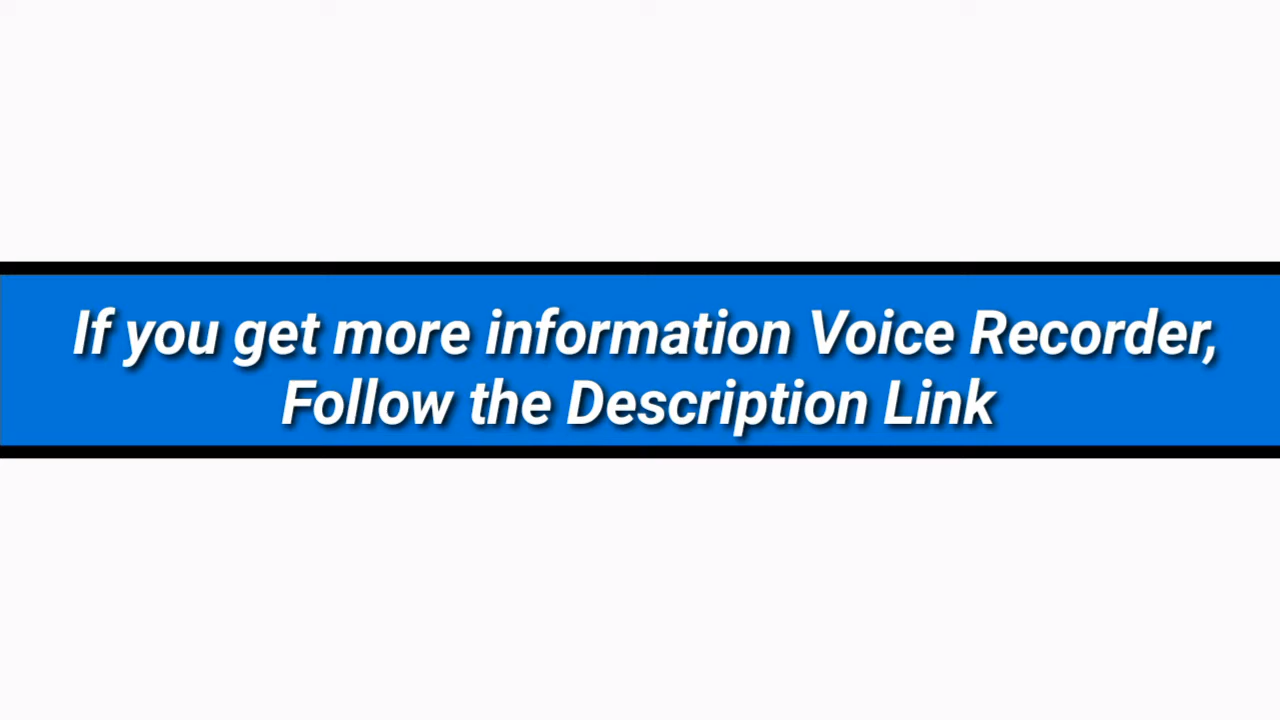 If you get more information Voice Recorder,
Follow the Description Link